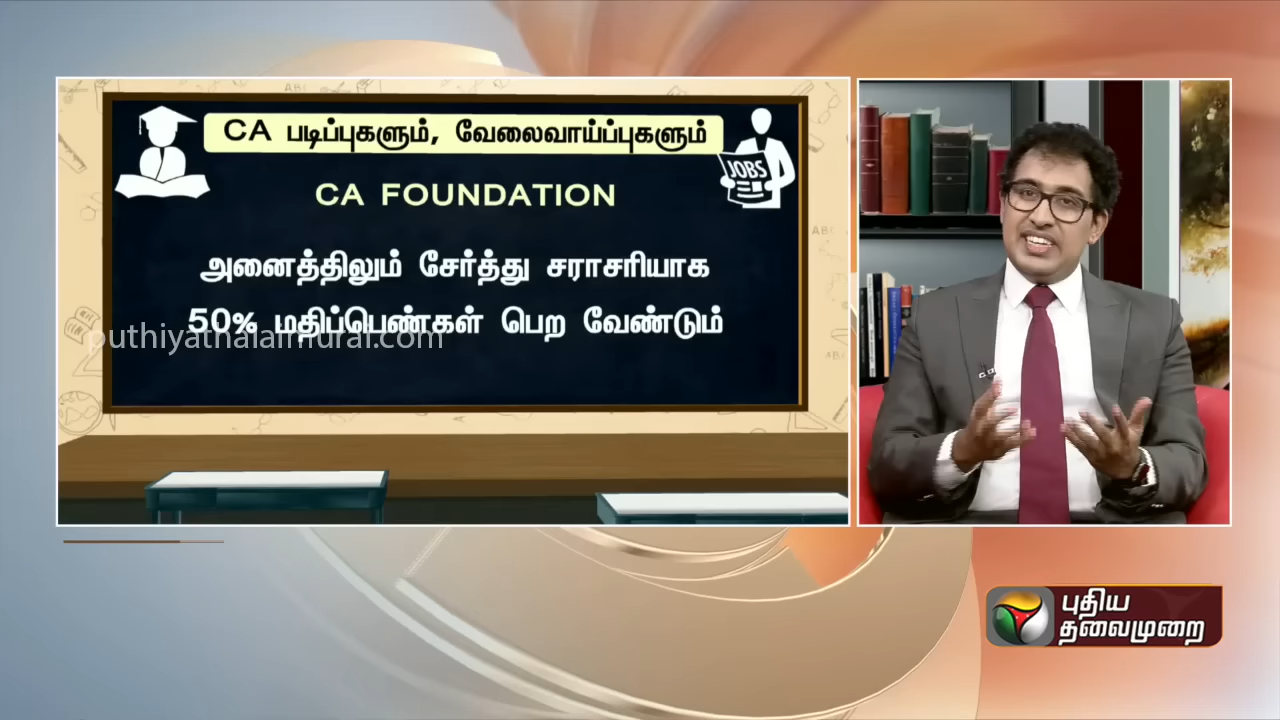 CA படிப்புகளும், வேலைவாய்ப்புகளும்
JOBS
CA FOUNDATION
அனைத்திலும் சேர்த்து சராசரியாக
50% மதிப்பெண்கள் பெற வேண்டும்
puthiyathalaimurai.com
புதிய
தலைமுறை